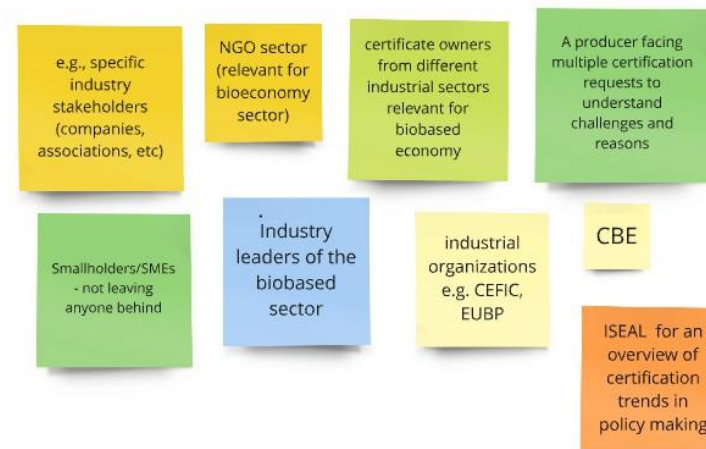 e.g., specific
industry
stakeholders
(companies,
associations, etc)
NGO sector
(relevant for
bioeconomy
sector)
certificate owners
from different
industrial sectors
relevant for
biobased
economy
A producer facing
multiple certification
requests to
understand
challenges and
reasons
Smallholders/SMEs
- not leaving
anyone behind
.
Industry
leaders of the
biobased
sector
industrial
organizations
e.g. CEFIC,
EUBP
CBE
ISEAL for an
overview of
certification
trends in
policy making